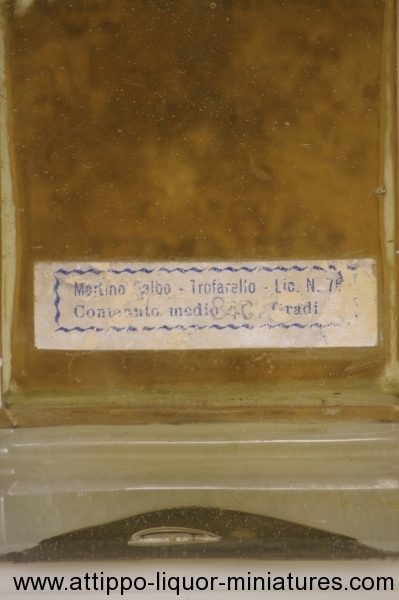 Martino - Trofarello - Lic. N.
Contenuto medio Gradi
www.attippo-liquor-miniatures.com